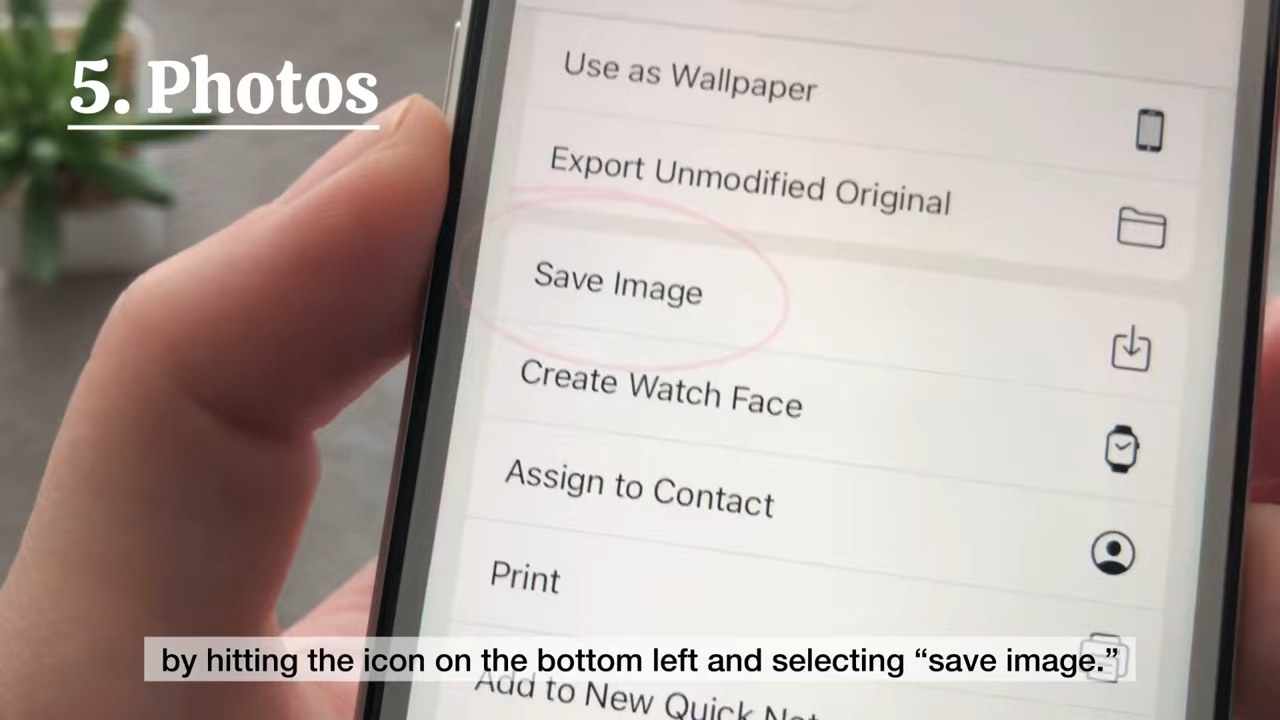 5. Photos
Use as Wallpaper
Export Unmodified Original
Save Image
Create Watch Face
Assign to Contact
Print
by hitting the icon on the bottom left and selecting “save image.”
Add to New Quick